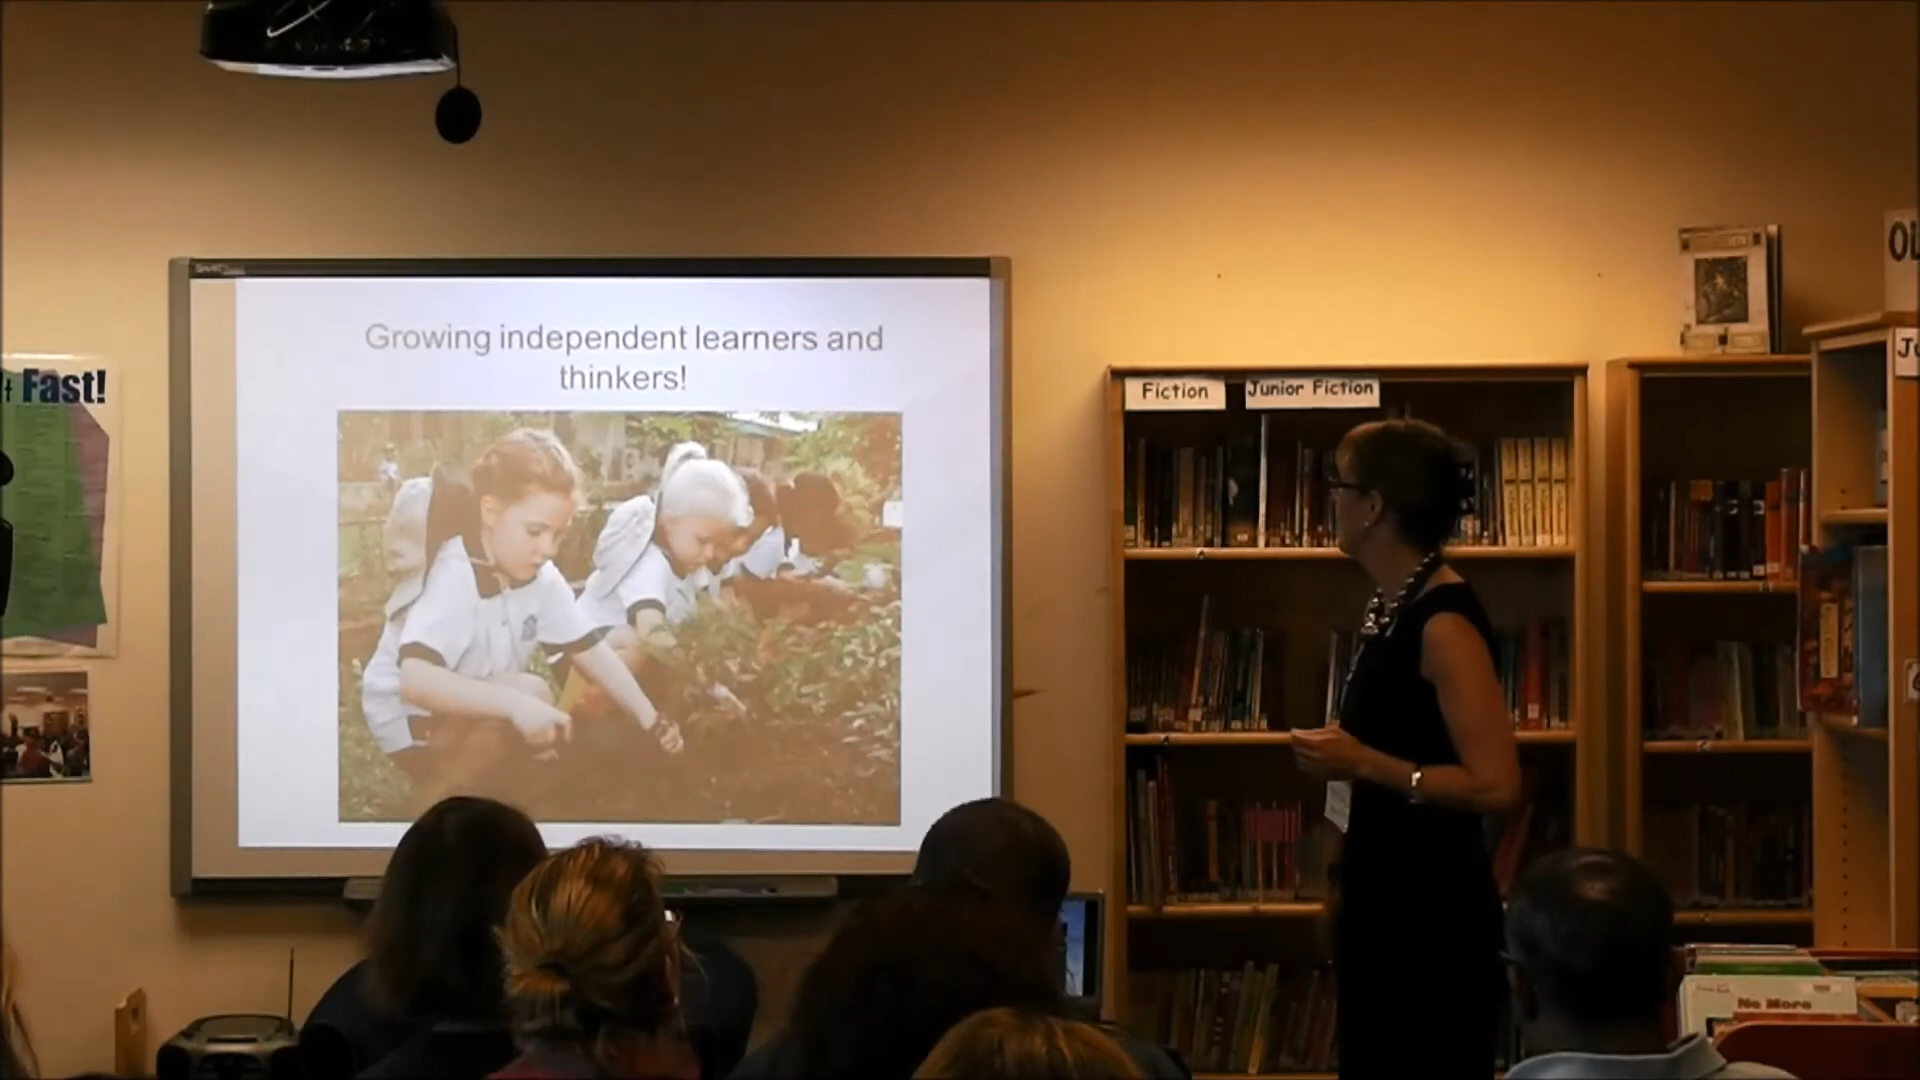 Growing independent learners and
thinkers!
Fast!
Fiction
Junior Fiction
No More